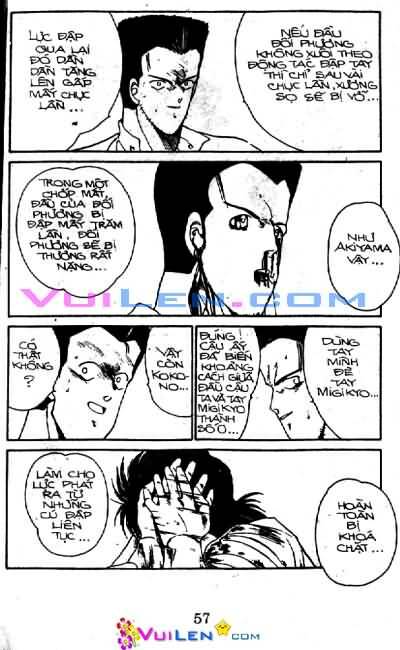 NẾU ĐẦU
ĐỐI PHƯƠNG
KHÔNG XUÔI THEO
ĐỘNG TÁC ĐẬP TAY
THÌ CHỈ SAU VÀI
CHỤC LẦN, XƯƠNG
SỌ SẼ BỊ VỠ...
LỰC ĐẬP
QUA LẠI
ĐÓ DẦN
DẦN TĂNG
LÊN GẤP
MẤY CHỤC
LẦN...
NHƯ
AKIYAMA
VẬY...
TRONG MỘT
CHỚP MẮT,
ĐẦU CỦA ĐỐI
PHƯƠNG BỊ
ĐẬP MẤY TRĂM
LẦN, ĐỐI
PHƯƠNG SẼ BỊ
THƯƠNG RẤT
NẶNG...
VUILEN.COM
DÙNG
TAY
MÌNH
ĐỂ
TAY
MIGIKYO
ĐÚNG!
CẬU ẤY
ĐÃ BIẾN
KHOẢNG
CÁCH GIỮA
ĐẦU CẬU
TA VÀ TAY
MIGIKYO
THÀNH
SỐ 0...
VẬY
CÒN
KOKO-
NO...
CÓ
THẬT
KHÔNG
?
HOÀN
TOÀN
BỊ
KHOÁ
CHẶT...
LÀM CHO
LỰC PHÁT
RA TỪ
NHỮNG
CÚ ĐẬP
LIÊN
TỤC...
57
VUILEN.COM